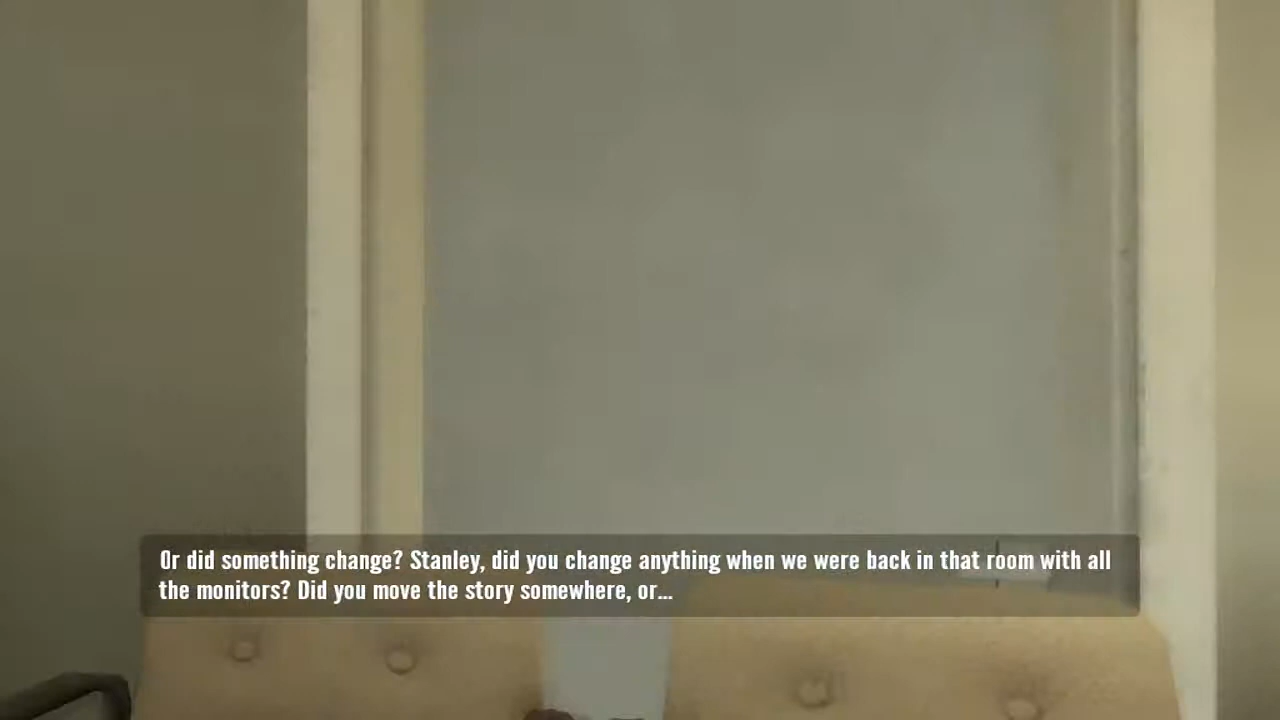 Or did something change? Stanley, did you change anything when we were back in that room with all
the monitors? Did you move the story somewhere, or...